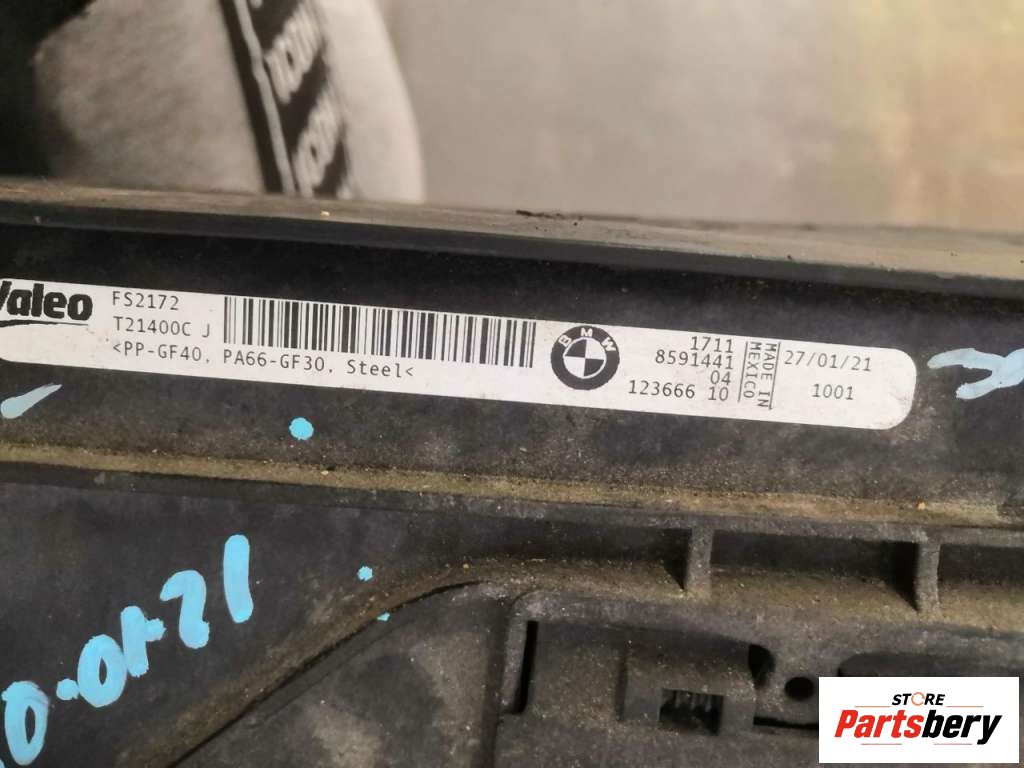 Valeo
FS2172
T21400C J
<PP-GF40, PA66-GF30, Steel<
BMW
1711
8591441
04
123666 10
MADE IN
MEXICO
27/01/21
1001
STORE
Partsbery